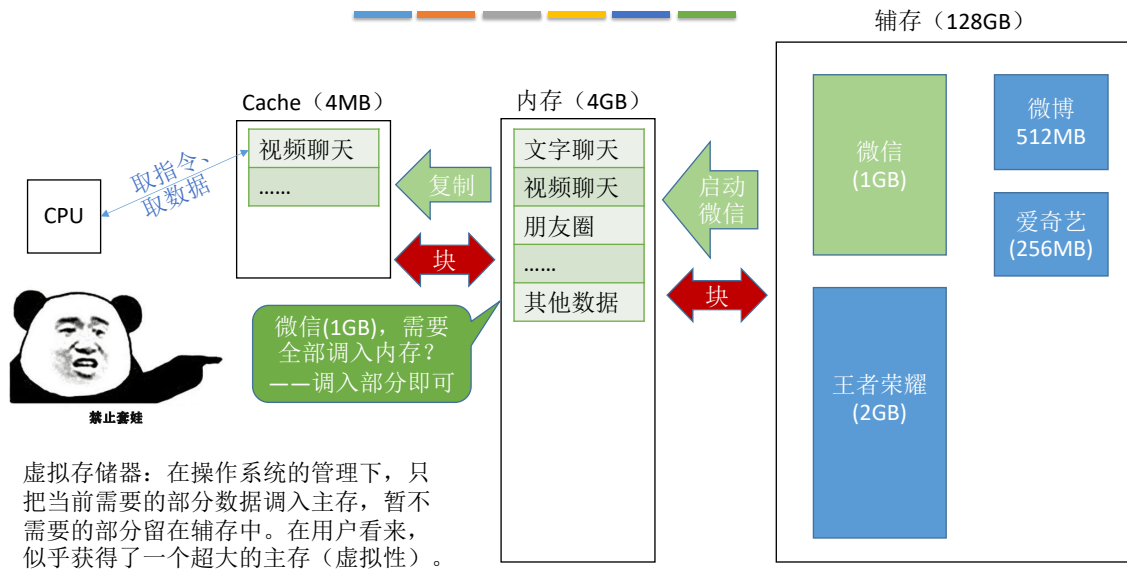 辅存（128GB）
Cache（4MB）
内存（4GB）
视频聊天
……
取指令、
取数据
CPU
复制
块
文字聊天
视频聊天
朋友圈
……
其他数据
启动
微信
块
微信
(1GB)
微博
512MB
爱奇艺
(256MB)
王者荣耀
(2GB)
微信(1GB)，需要
全部调入内存？
——调入部分即可
禁止套娃
虚拟存储器：在操作系统的管理下，只
把当前需要的部分数据调入主存，暂不
需要的部分留在辅存中。在用户看来，
似乎获得了一个超大的主存（虚拟性）。